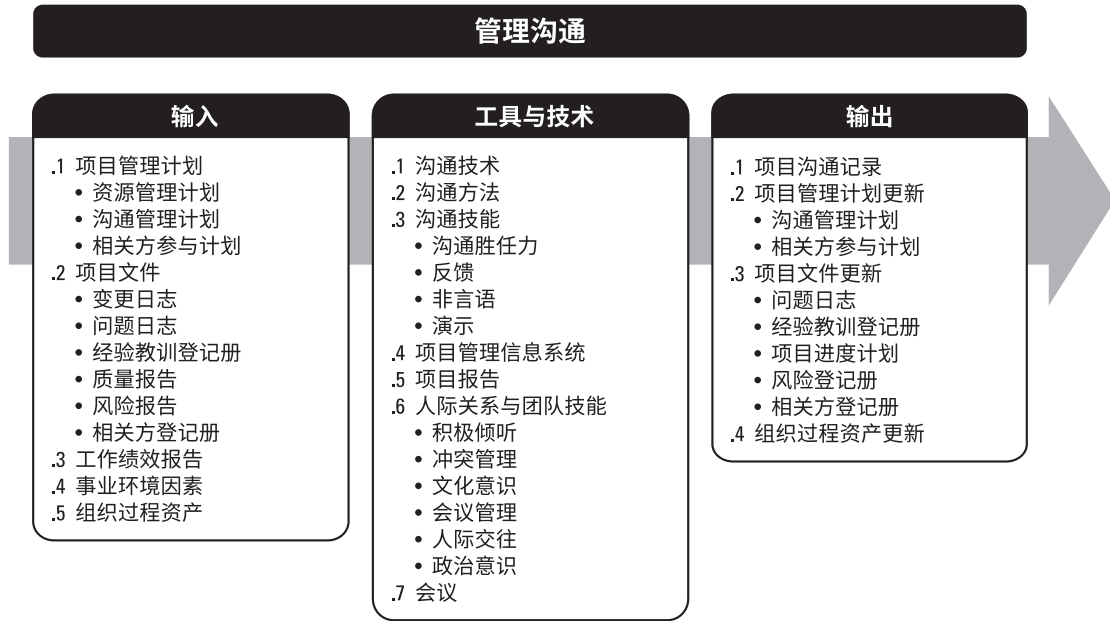 管理沟通
输入
.1 项目管理计划
• 资源管理计划
• 沟通管理计划
• 相关方参与计划
.2 项目文件
• 变更日志
• 问题日志
• 经验教训登记册
• 质量报告
• 风险报告
• 相关方登记册
.3 工作绩效报告
.4 事业环境因素
.5 组织过程资产
工具与技术
.1 沟通技术
.2 沟通方法
.3 沟通技能
• 沟通胜任力
• 反馈
• 非言语
• 演示
.4 项目管理信息系统
.5 项目报告
.6 人际关系与团队技能
• 积极倾听
• 冲突管理
• 文化意识
• 会议管理
• 人际交往
• 政治意识
.7 会议
输出
.1 项目沟通记录
.2 项目管理计划更新
• 沟通管理计划
• 相关方参与计划
.3 项目文件更新
• 问题日志
• 经验教训登记册
• 项目进度计划
• 风险登记册
• 相关方登记册
.4 组织过程资产更新